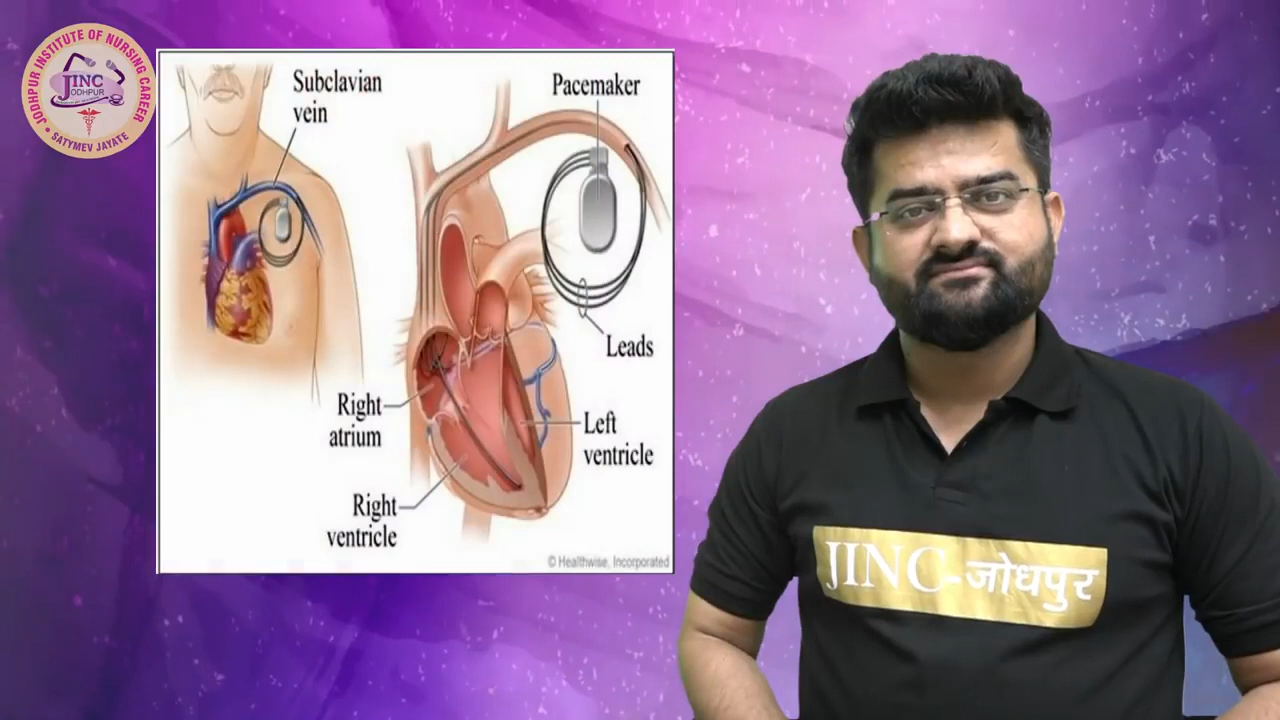 JODHPUR INSTITUTE OF NURSING CAREER
JINC
JODHPUR
SATYMEV JAYATE
Subclavian
vein
Pacemaker
Leads
Right
atrium
Left
ventricle
Right
ventricle
© Healthwise, Incorporated
JINC-जोधपुर